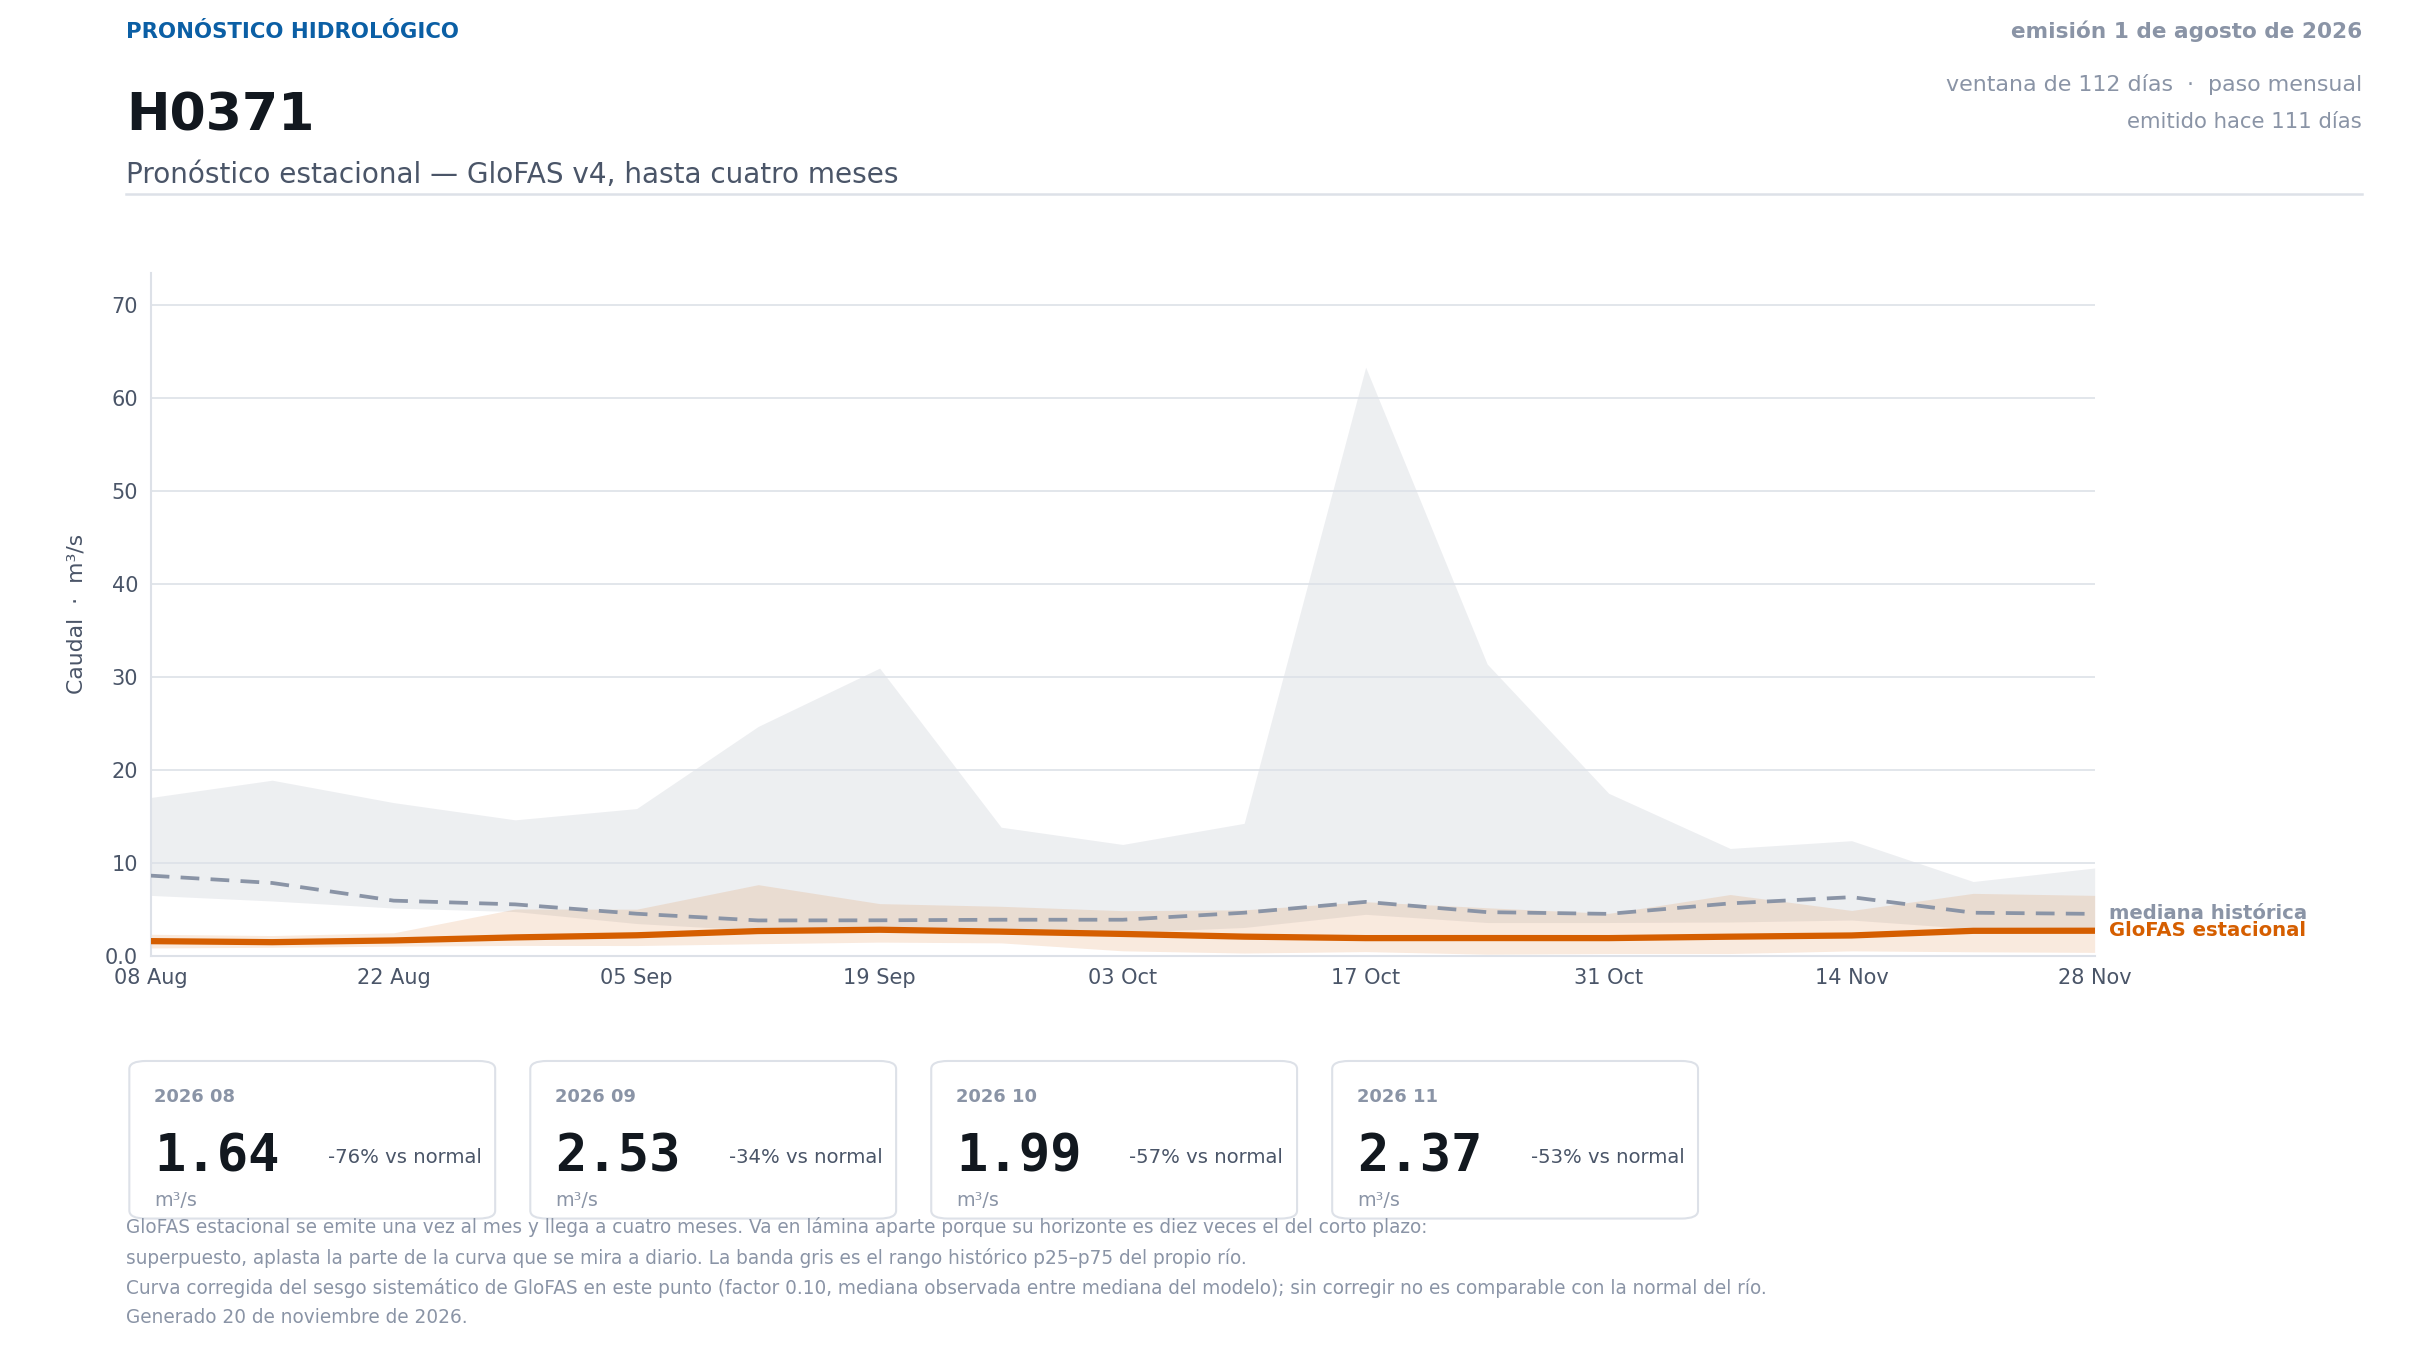 PRONÓSTICO HIDROLÓGICO
emisión 1 de agosto de 2026
H0371
ventana de 112 días · paso mensual
emitido hace 111 días
Pronóstico estacional — GloFAS v4, hasta cuatro meses
Caudal · m³/s
70
60
50
40
30
20
10
0.0
mediana histórica
GloFAS estacional
08 Aug 22 Aug 05 Sep 19 Sep 03 Oct 17 Oct 31 Oct 14 Nov 28 Nov
2026 08
1.64 -76% vs normal
m³/s
2026 09
2.53 -34% vs normal
m³/s
2026 10
1.99 -57% vs normal
m³/s
2026 11
2.37 -53% vs normal
m³/s
GloFAS estacional se emite una vez al mes y llega a cuatro meses. Va en lámina aparte porque su horizonte es diez veces el del corto plazo:
superpuesto, aplasta la parte de la curva que se mira a diario. La banda gris es el rango histórico p25–p75 del propio río.
Curva corregida del sesgo sistemático de GloFAS en este punto (factor 0.10, mediana observada entre mediana del modelo); sin corregir no es comparable con la normal del río.
Generado 20 de noviembre de 2026.